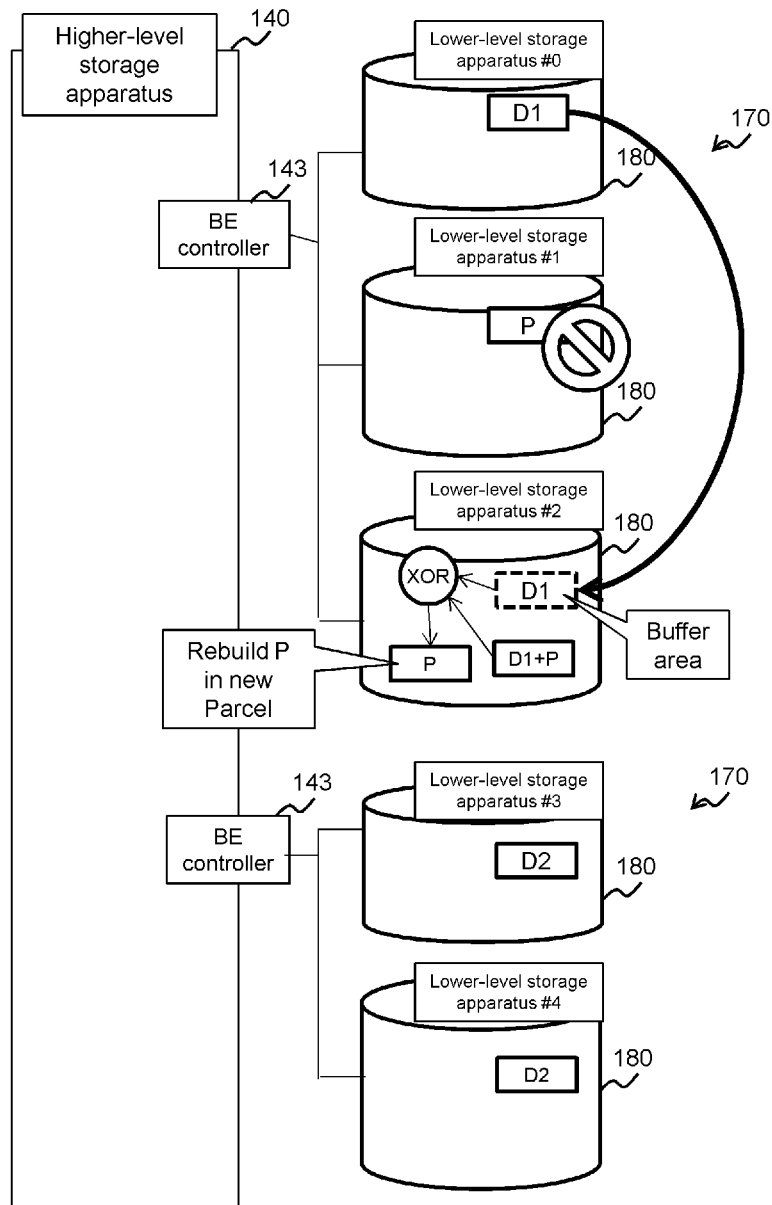 Higher-level
storage
apparatus
140
Lower-level storage
apparatus #0
D1
170
180
143
BE
controller
Lower-level storage
apparatus #1
P
180
Lower-level storage
apparatus #2
180
XOR
D1
Buffer
area
P
D1+P
Rebuild P
in new
Parcel
143
BE
controller
Lower-level storage
apparatus #3
170
D2
180
Lower-level storage
apparatus #4
D2
180